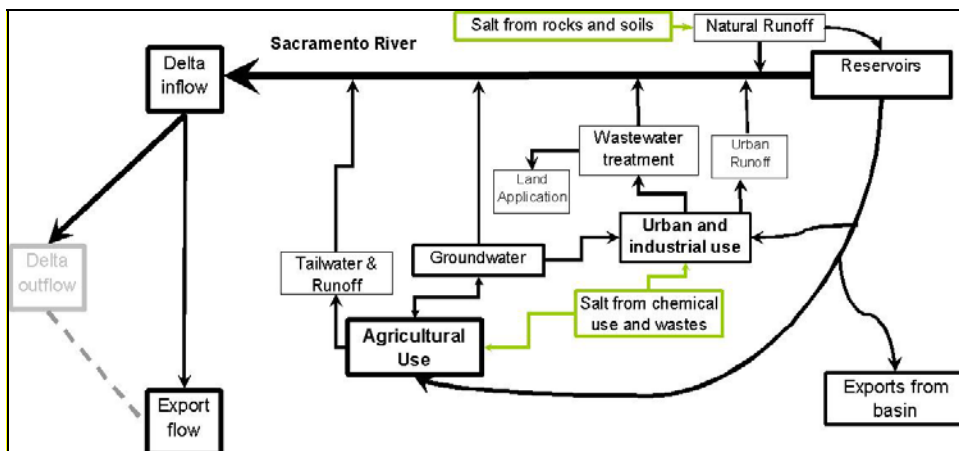 Salt from rocks and soils
Natural Runoff
Sacramento River
Delta
inflow
Reservoirs
Wastewater
treatment
Urban
Runoff
Land
Application
Urban and
industrial use
Groundwater
Tailwater &
Runoff
Delta
outflow
Salt from chemical
use and wastes
Agricultural
Use
Exports from
basin
Export
flow